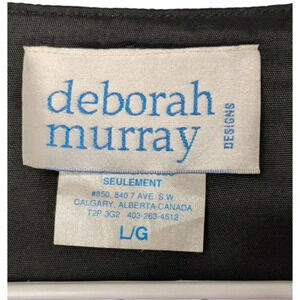 deborah
murray
DESIGNS
SEULEMENT
#850, 840 7 AVE. S.W.
CALGARY, ALBERTA CANADA
T2P 3G2 403-263-4512
L/G